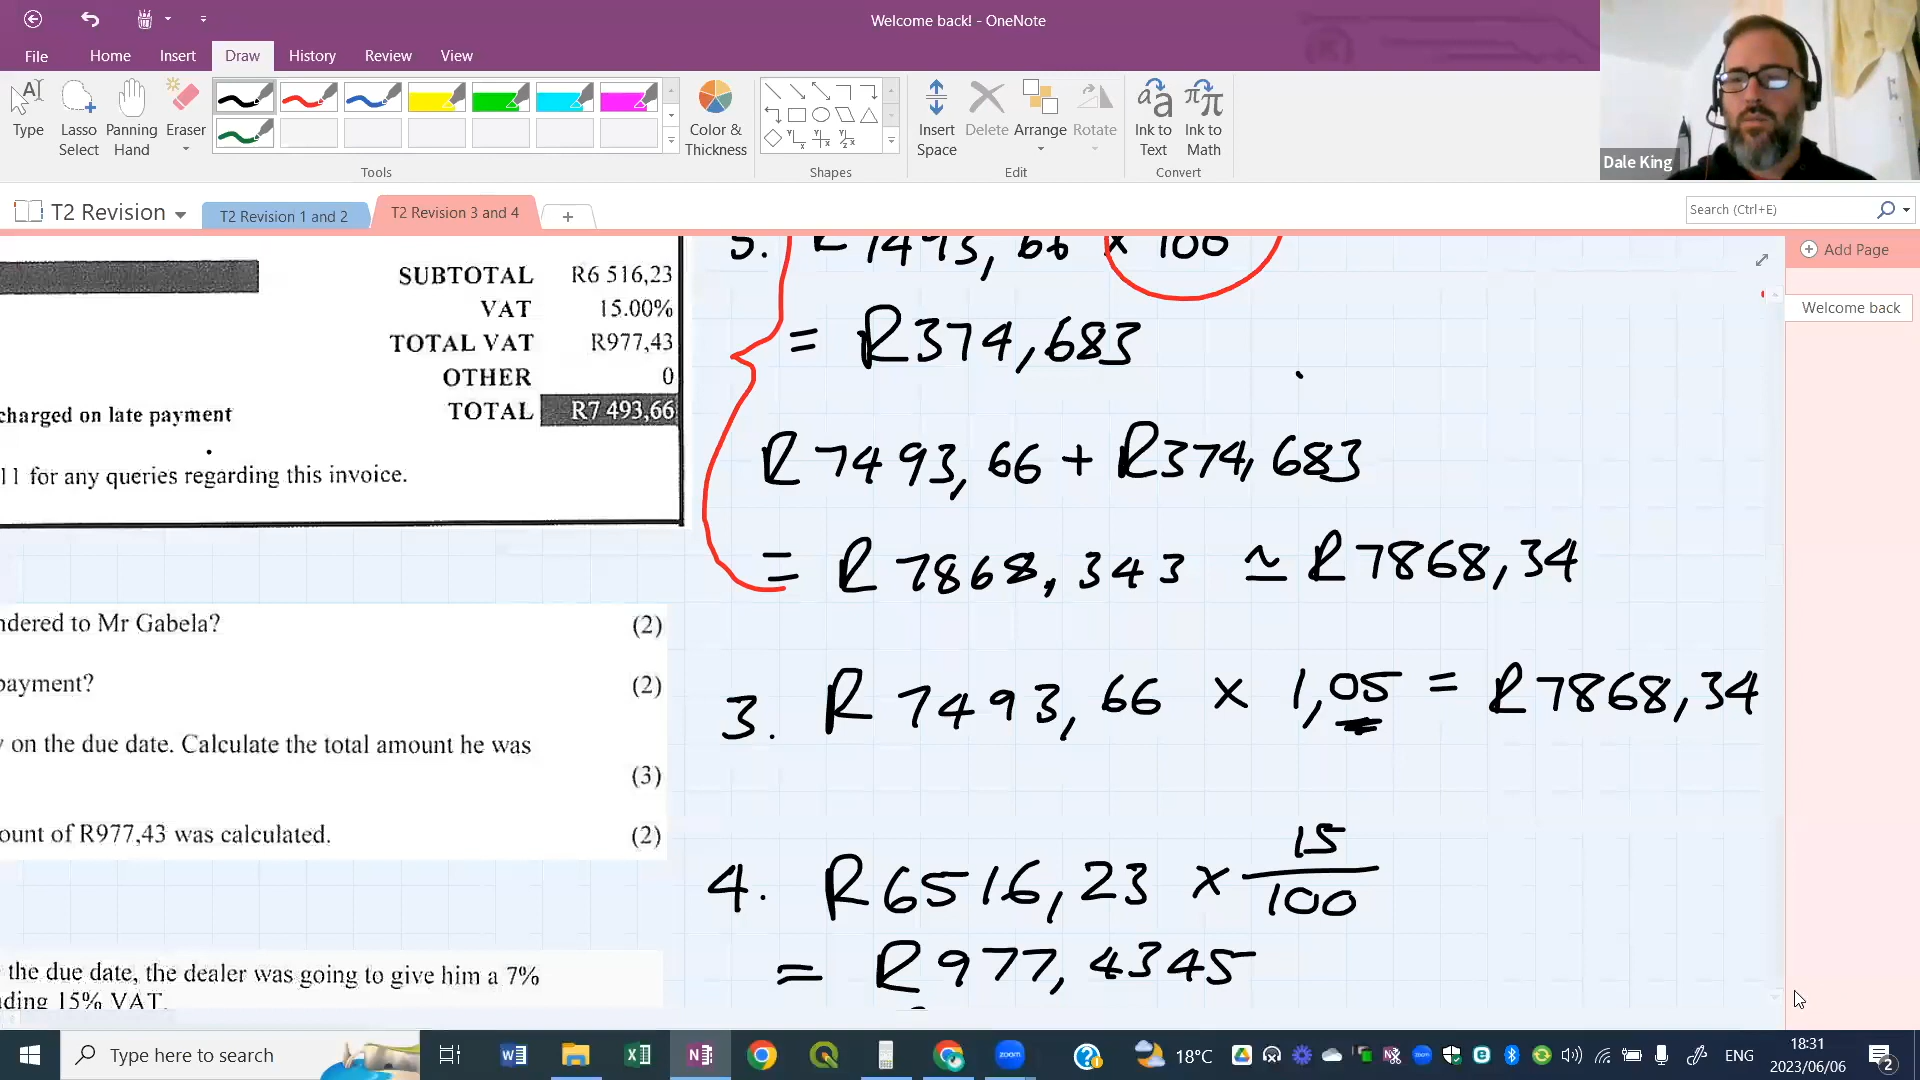 Welcome back! - OneNote
File Home Insert Draw History Review View
Type
Lasso Select
Panning Hand
Eraser
Color & Thickness
Insert Space
Delete
Arrange
Rotate
Ink to Text
Ink to Math
Tools Shapes Edit Convert
Dale King
T2 Revision T2 Revision 1 and 2 T2 Revision 3 and 4
Search (Ctrl+E)
Add Page
Welcome back
SUBTOTAL R6 516,23
VAT 15.00%
TOTAL VAT R977,43
OTHER 0
charged on late payment TOTAL R7 493,66
11 for any queries regarding this invoice.
ndered to Mr Gabela? (2)
payment? (2)
y on the due date. Calculate the total amount he was
(3)
ount of R977,43 was calculated. (2)
the due date, the dealer was going to give him a 7%
ding 15% VAT.
R7493,66 × 100
= R374,683
R7493,66 + R374,683
= R7868,343 ≃ R7868,34
3. R7493,66 × 1,05 = R7868,34
4. R6516,23 × 15/100
= R977,4345
Type here to search
zoom
18°C
ENG
18:31
2023/06/06
2